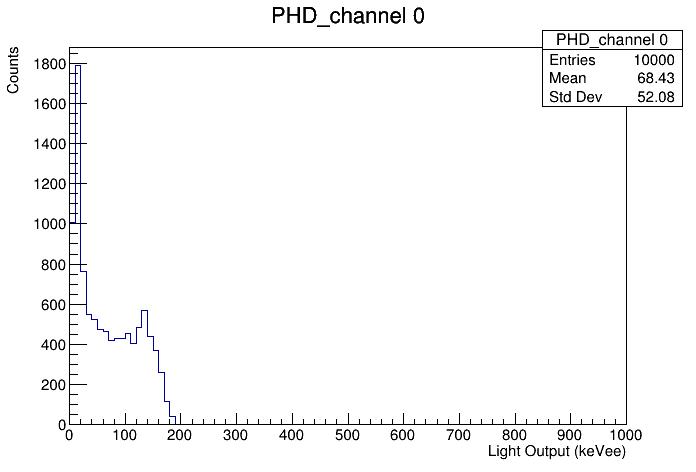 PHD_channel 0
PHD_channel 0
Entries 10000
Mean 68.43
Std Dev 52.08
Counts
1800
1600
1400
1200
1000
800
600
400
200
0
0 100 200 300 400 500 600 700 800 900 1000
Light Output (keVee)